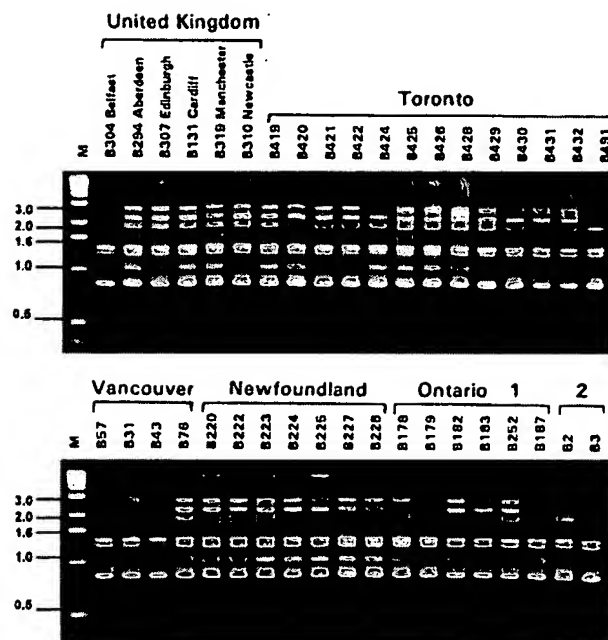 United Kingdom
M
B304 Belfast
B294 Aberdeen
B307 Edinburgh
B131 Cardiff
B319 Manchester
B310 Newcastle
Toronto
B419
B420
B421
B422
B424
B425
B426
B428
B429
B430
B431
B432
B491
3.0
2.0
1.6
1.0
0.5
Vancouver
Newfoundland
Ontario 1
2
M
B57
B31
B43
B76
B220
B222
B223
B224
B225
B227
B228
B178
B179
B182
B183
B252
B187
B2
B3
3.0
2.0
1.6
1.0
0.5